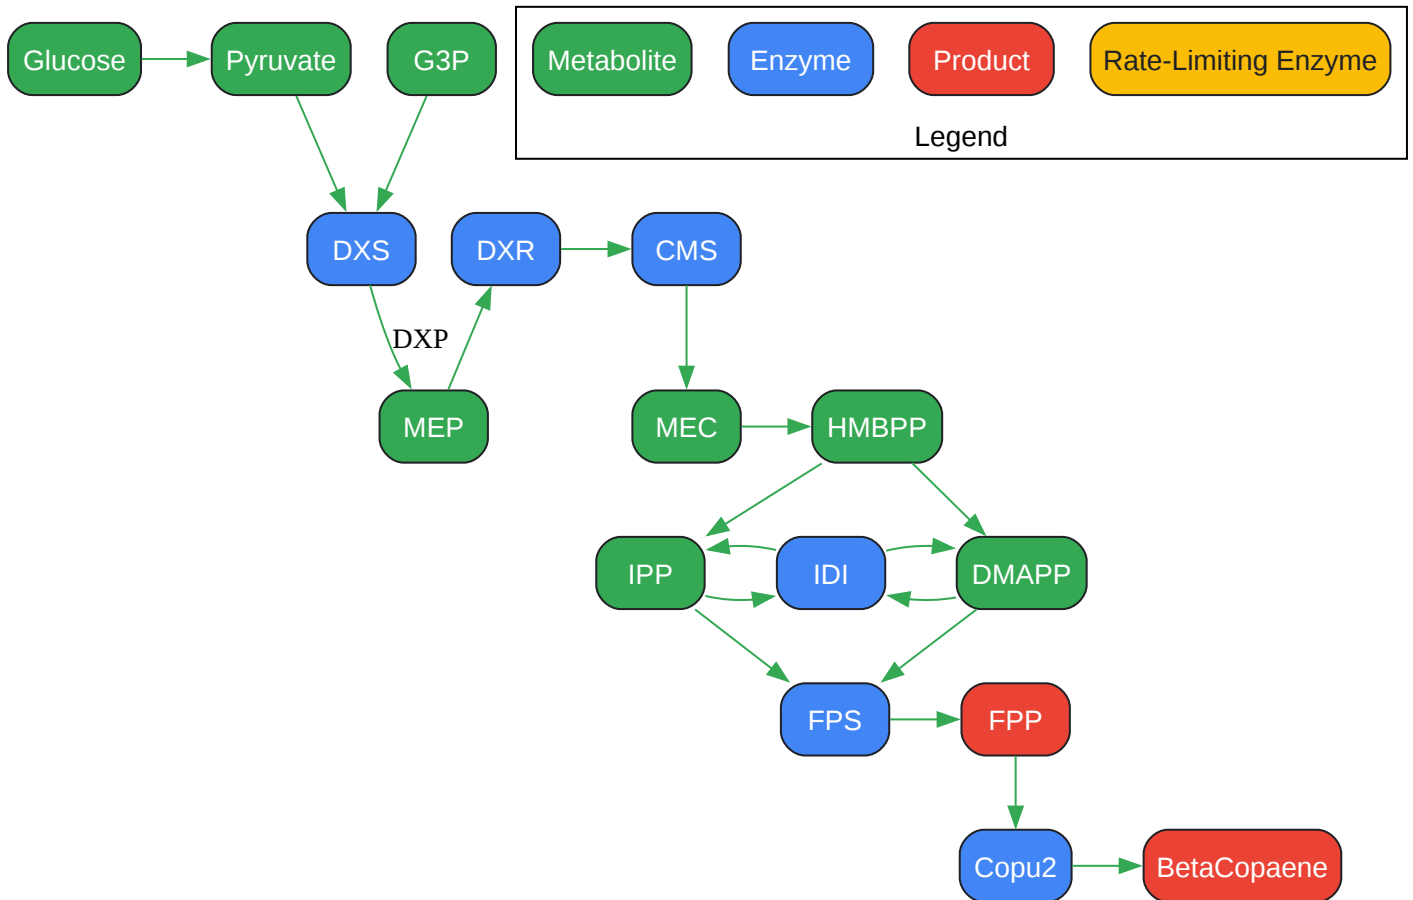 Glucose
Pyruvate
G3P
Metabolite
Enzyme
Product
Rate-Limiting Enzyme
Legend
DXS
DXR
CMS
DXP
MEP
MEC
HMBPP
IPP
IDI
DMAPP
FPS
FPP
Copu2
BetaCopaene